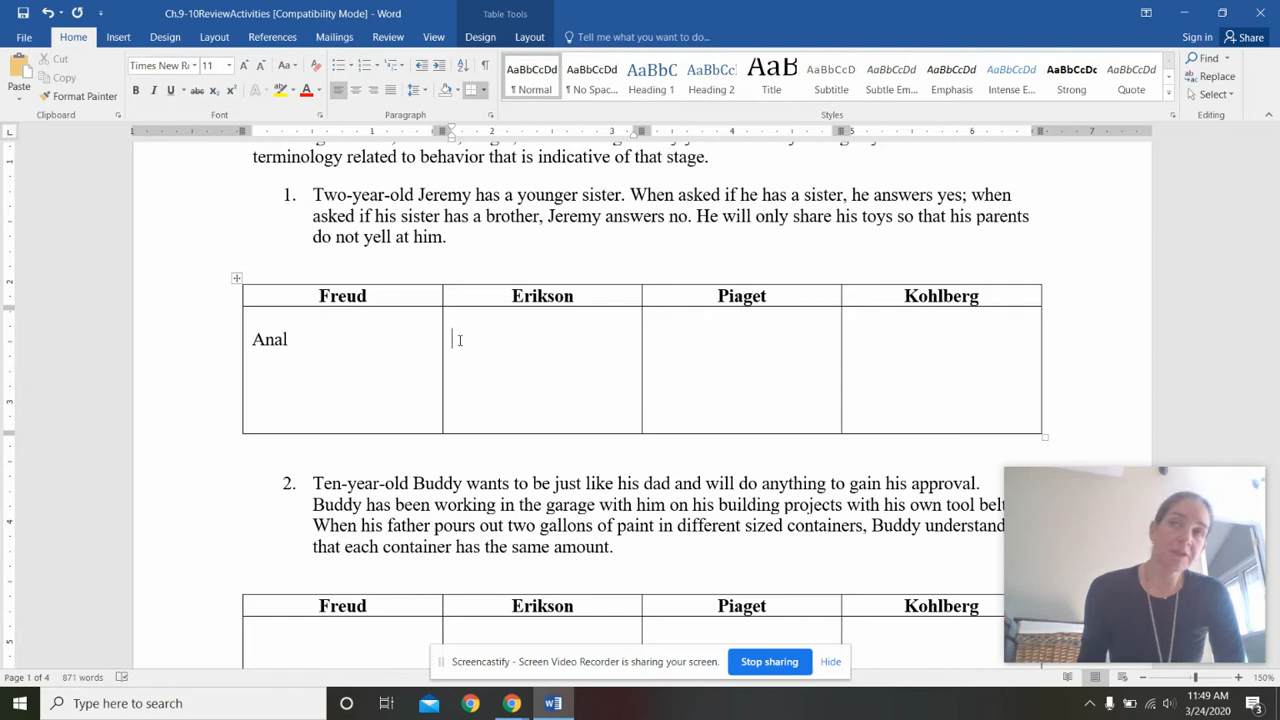 Ch.9-10ReviewActivities [Compatibility Mode] - Word
Table Tools
File Home Insert Design Layout References Mailings Review View Design Layout Tell me what you want to do... Sign in Share
Cut
Copy
Format Painter
Paste
Clipboard
Times New Ro 11
Font
Paragraph
AaBbCcDd AaBbCcDd AaBbC AaBbC AaB AaBbCcD AaBbCcDd AaBbCcDd AaBbCcDd AaBbCcDc AaBbCcDd
¶ Normal ¶ No Spac... Heading 1 Heading 2 Title Subtitle Subtle Em... Emphasis Intense E... Strong Quote
Styles
Find
Replace
Select
Editing
terminology related to behavior that is indicative of that stage.
1. Two-year-old Jeremy has a younger sister. When asked if he has a sister, he answers yes; when
asked if his sister has a brother, Jeremy answers no. He will only share his toys so that his parents
do not yell at him.
Freud Erikson Piaget Kohlberg
Anal
2. Ten-year-old Buddy wants to be just like his dad and will do anything to gain his approval.
Buddy has been working in the garage with him on his building projects with his own tool belt
When his father pours out two gallons of paint in different sized containers, Buddy understand
that each container has the same amount.
Freud Erikson Piaget Kohlberg
Screencastify - Screen Video Recorder is sharing your screen. Stop sharing Hide
Page 1 of 4 871 words 150%
Type here to search
11:49 AM
3/24/2020
3